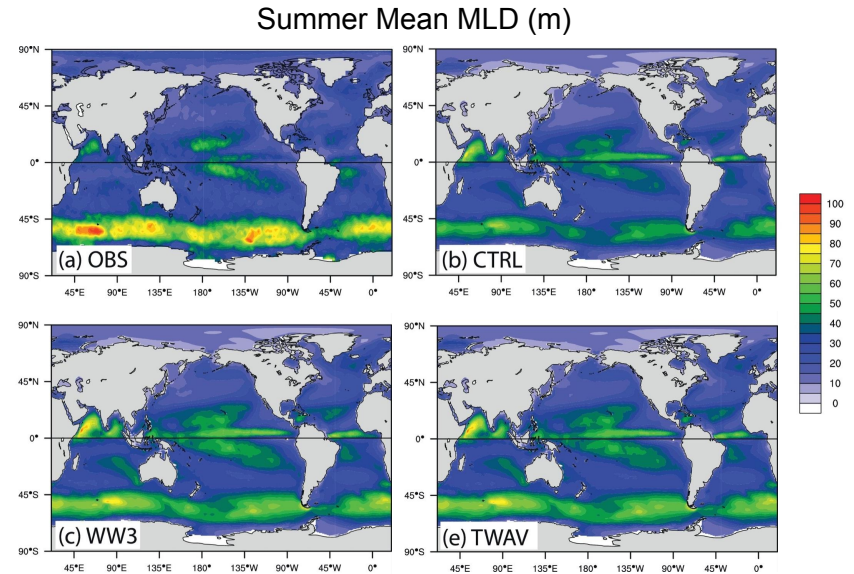 Summer Mean MLD (m)
90°N
45°N
0°
45°S
90°S
(a) OBS
45°E 90°E 135°E 180° 135°W 90°W 45°W 0°
90°N
45°N
0°
45°S
90°S
(b) CTRL
45°E 90°E 135°E 180° 135°W 90°W 45°W 0°
100
90
80
70
60
50
40
30
20
10
0
90°N
45°N
0°
45°S
90°S
(c) WW3
45°E 90°E 135°E 180° 135°W 90°W 45°W 0°
90°N
45°N
0°
45°S
90°S
(e) TWAV
45°E 90°E 135°E 180° 135°W 90°W 45°W 0°